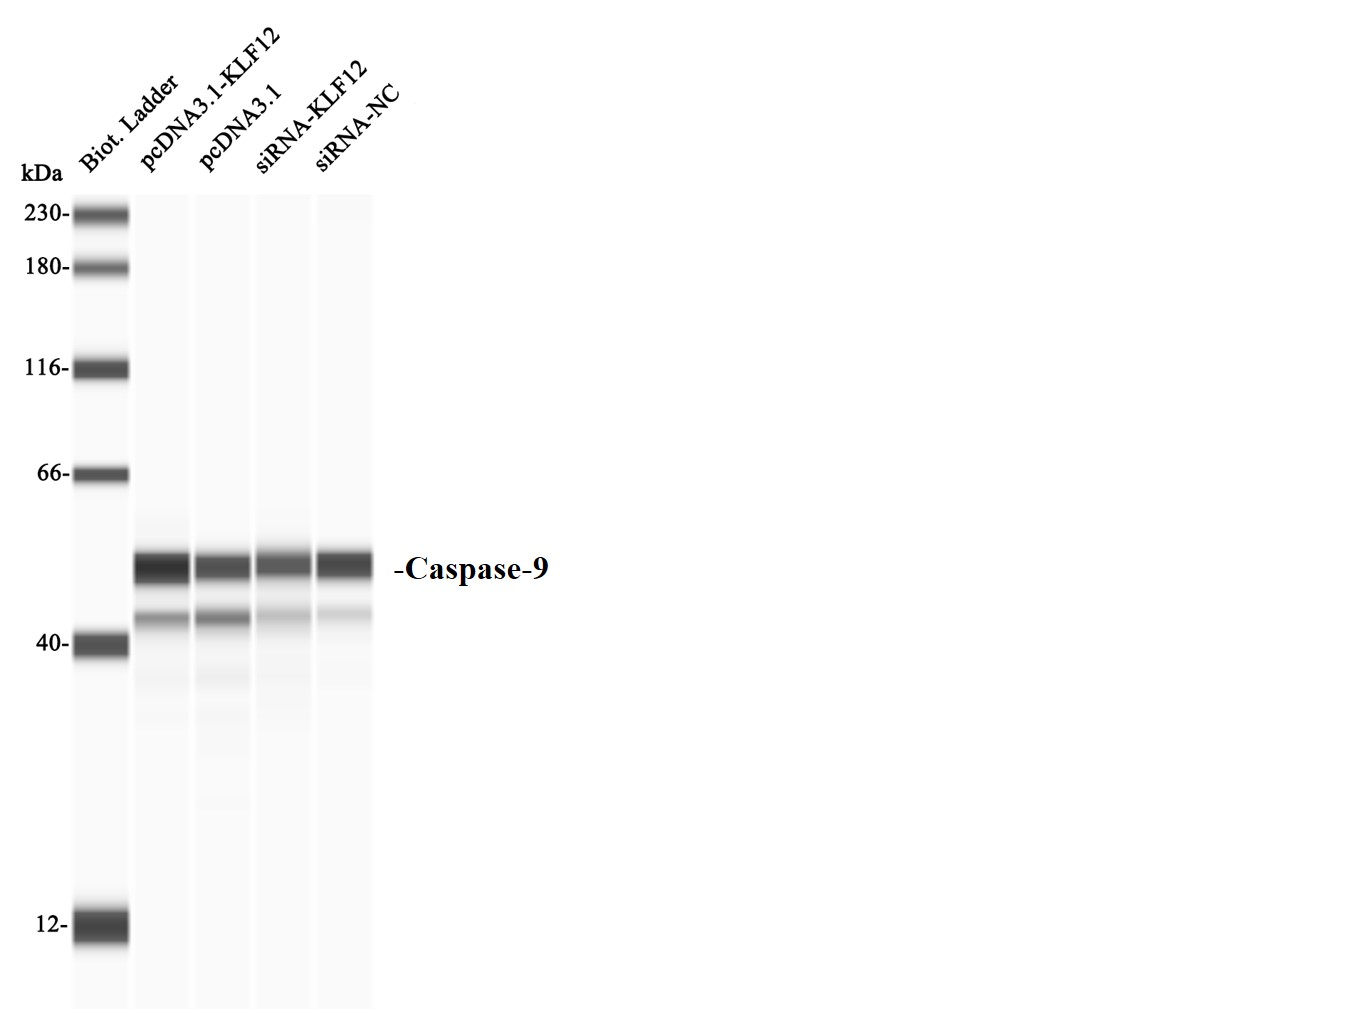 kDa
Biot. Ladder
pcDNA3.1-KLF12
pcDNA3.1
siRNA-KLF12
siRNA-NC
230-
180-
116-
66-
-Caspase-9
40-
12-